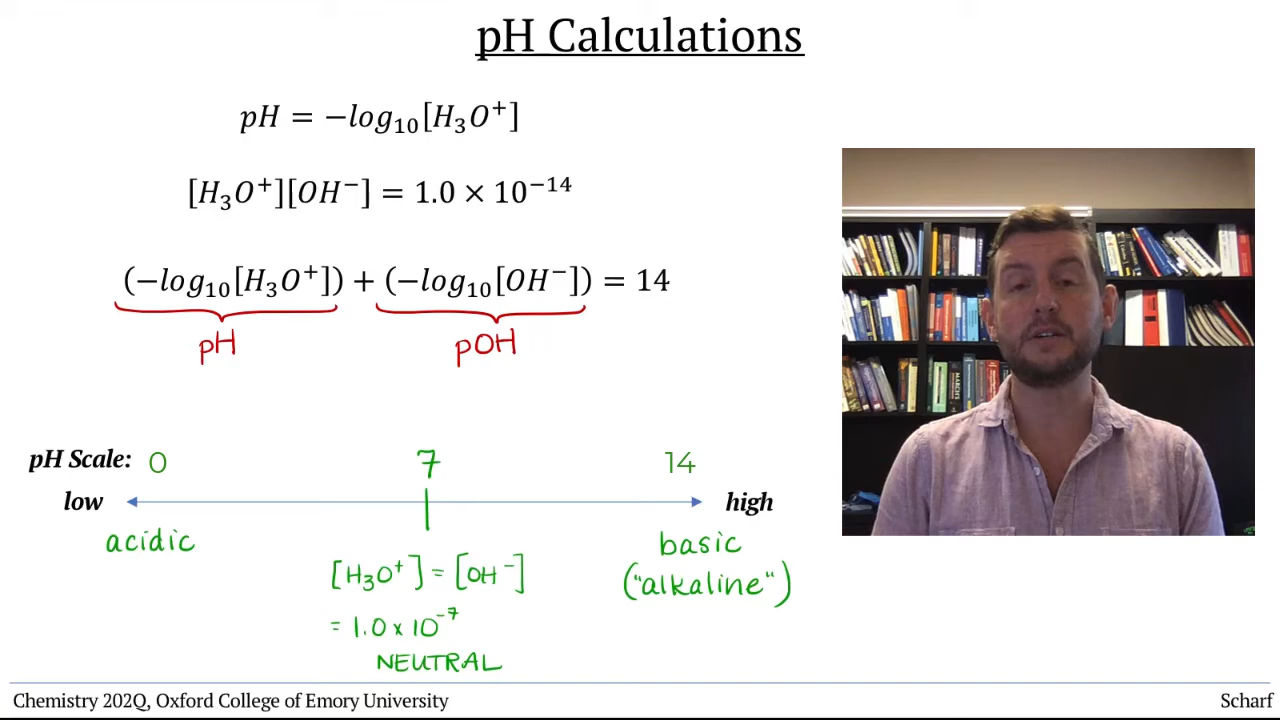 pH Calculations
pH = −log₁₀[H₃O⁺]
[H₃O⁺][OH⁻] = 1.0 × 10⁻¹⁴
(−log₁₀[H₃O⁺]) + (−log₁₀[OH⁻]) = 14
pH pOH
pH Scale: 0 7 14
low high
acidic basic
("alkaline")
[H₃O⁺] = [OH⁻]
= 1.0 x 10⁻⁷
NEUTRAL
Chemistry 202Q, Oxford College of Emory University Scharf